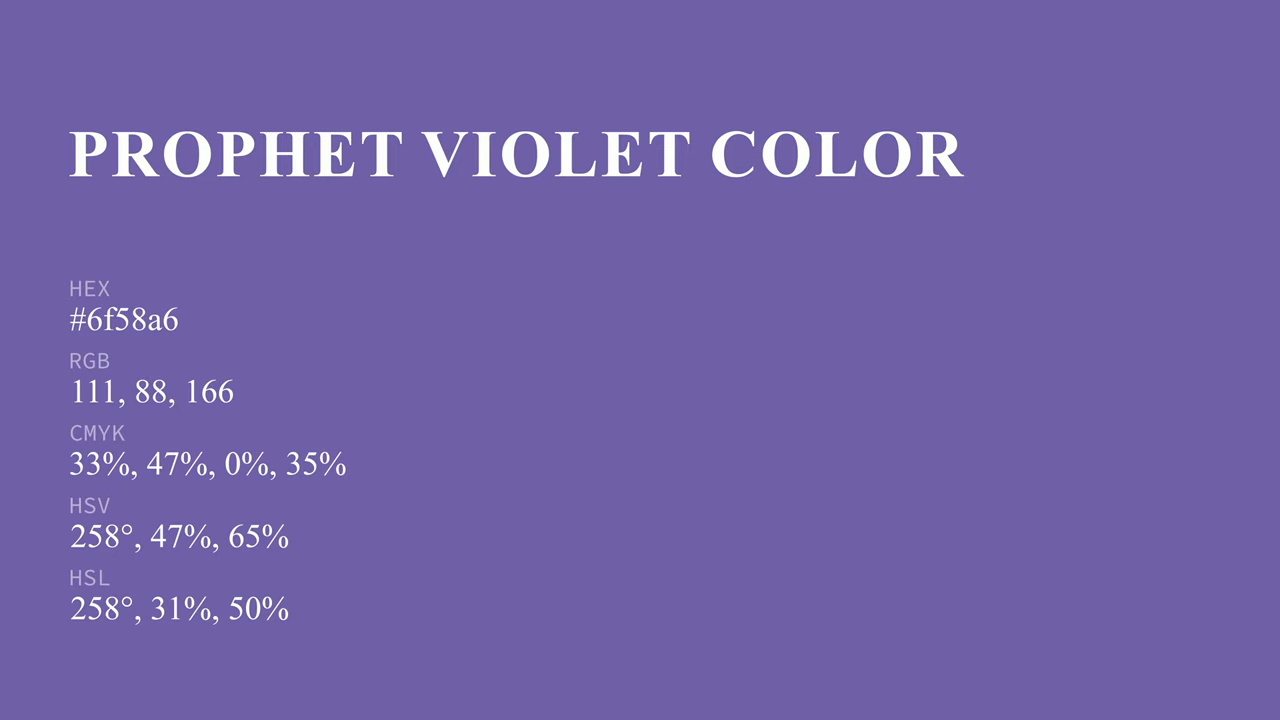 PROPHET VIOLET COLOR
HEX
#6f58a6
RGB
111, 88, 166
CMYK
33%, 47%, 0%, 35%
HSV
258°, 47%, 65%
HSL
258°, 31%, 50%